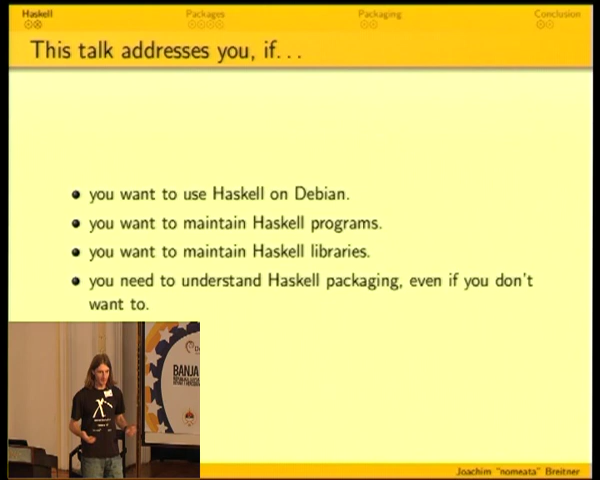 Haskell Packages Packaging Conclusion
This talk addresses you, if...
you want to use Haskell on Debian.
you want to maintain Haskell programs.
you want to maintain Haskell libraries.
you need to understand Haskell packaging, even if you don't
want to.
BANJA
Joachim "nomeata" Breitner